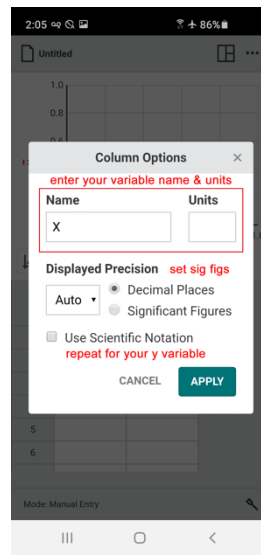 2:05 86%
Untitled
1.0
0.8
0.6
Column Options ×
enter your variable name & units
Name Units
X
Displayed Precision set sig figs
Auto Decimal Places
Significant Figures
Use Scientific Notation
repeat for your y variable
CANCEL APPLY
5
6
Mode: Manual Entry